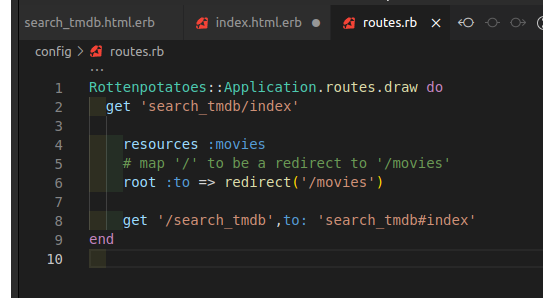 search_tmdb.html.erb index.html.erb routes.rb
config > routes.rb
...
1 Rottenpotatoes::Application.routes.draw do
2 get 'search_tmdb/index'
3
4 resources :movies
5 # map '/' to be a redirect to '/movies'
6 root :to => redirect('/movies')
7
8 get '/search_tmdb',to: 'search_tmdb#index'
9 end
10